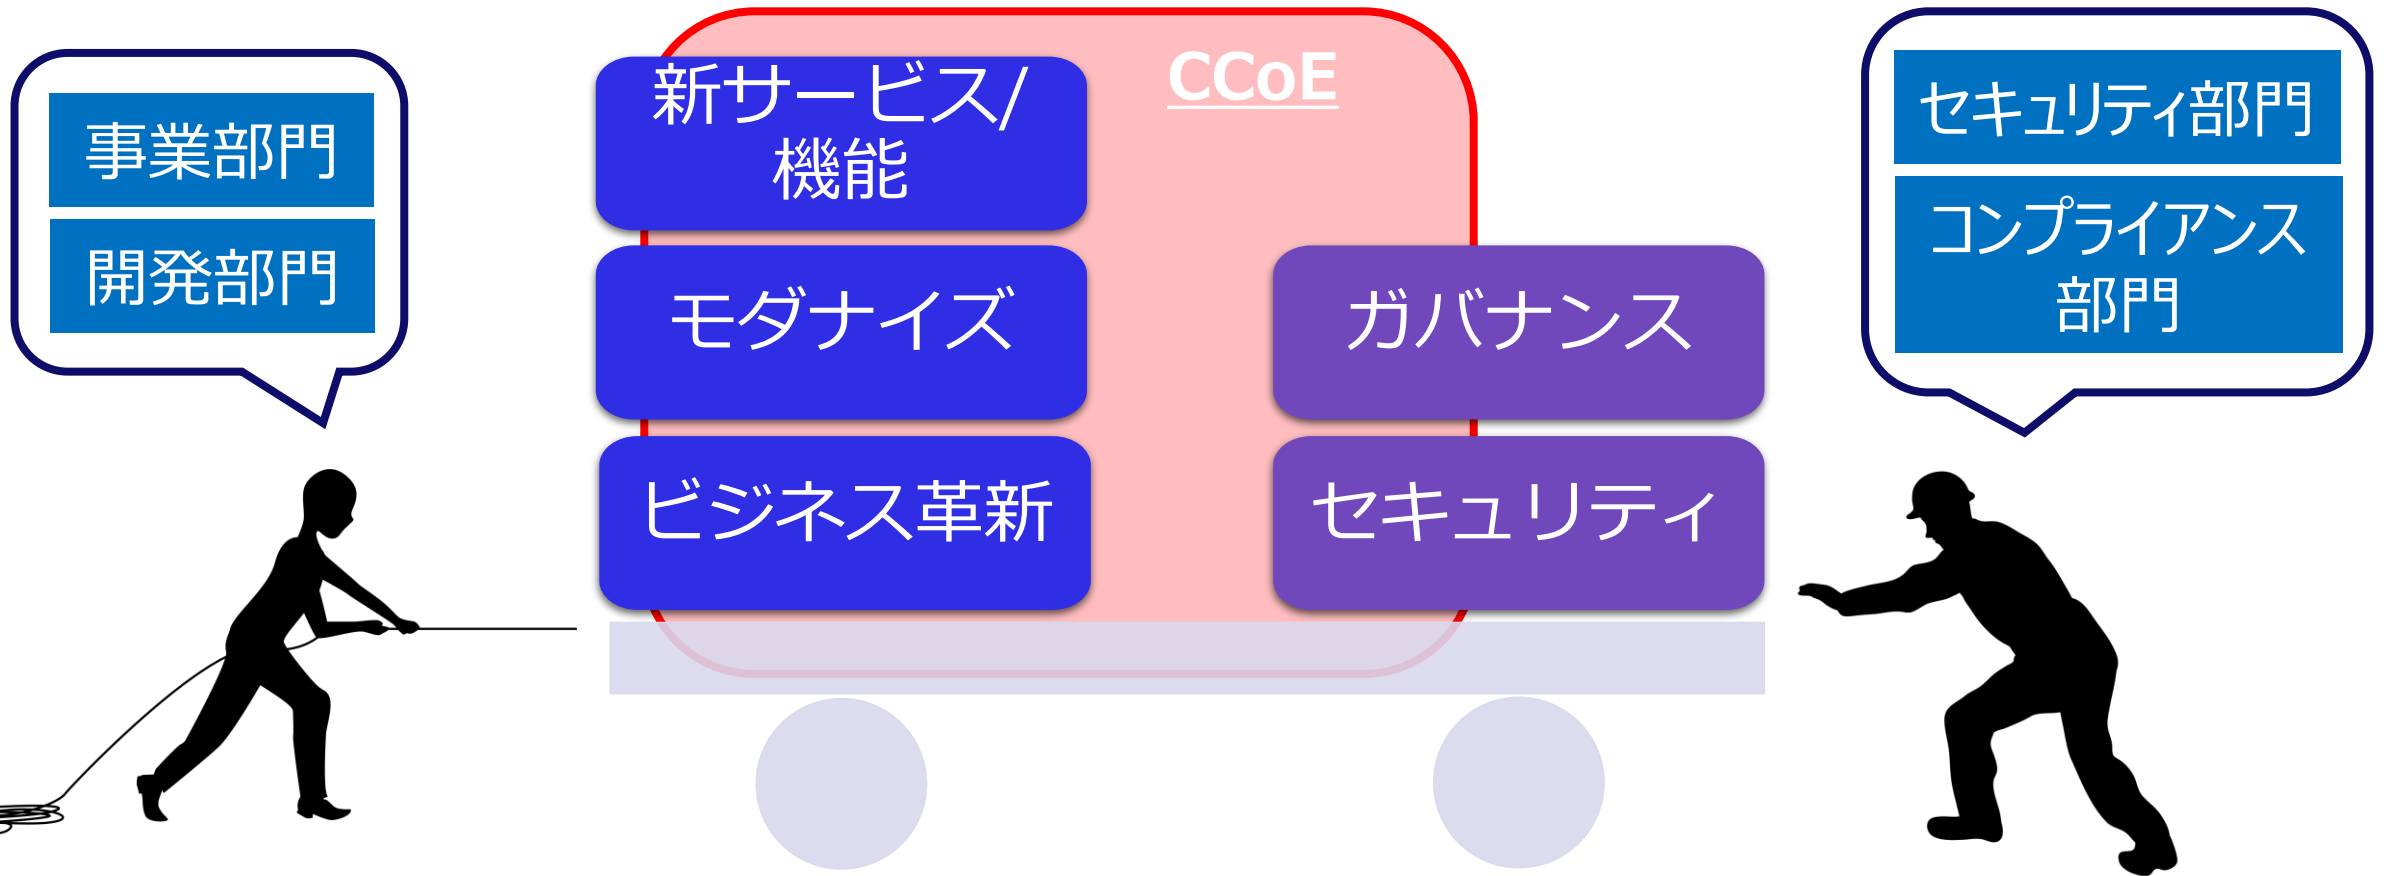 事業部門
開発部門
CCoE
新サービス/
機能
モダナイズ
ビジネス革新
ガバナンス
セキュリティ
セキュリティ部門
コンプライアンス
部門